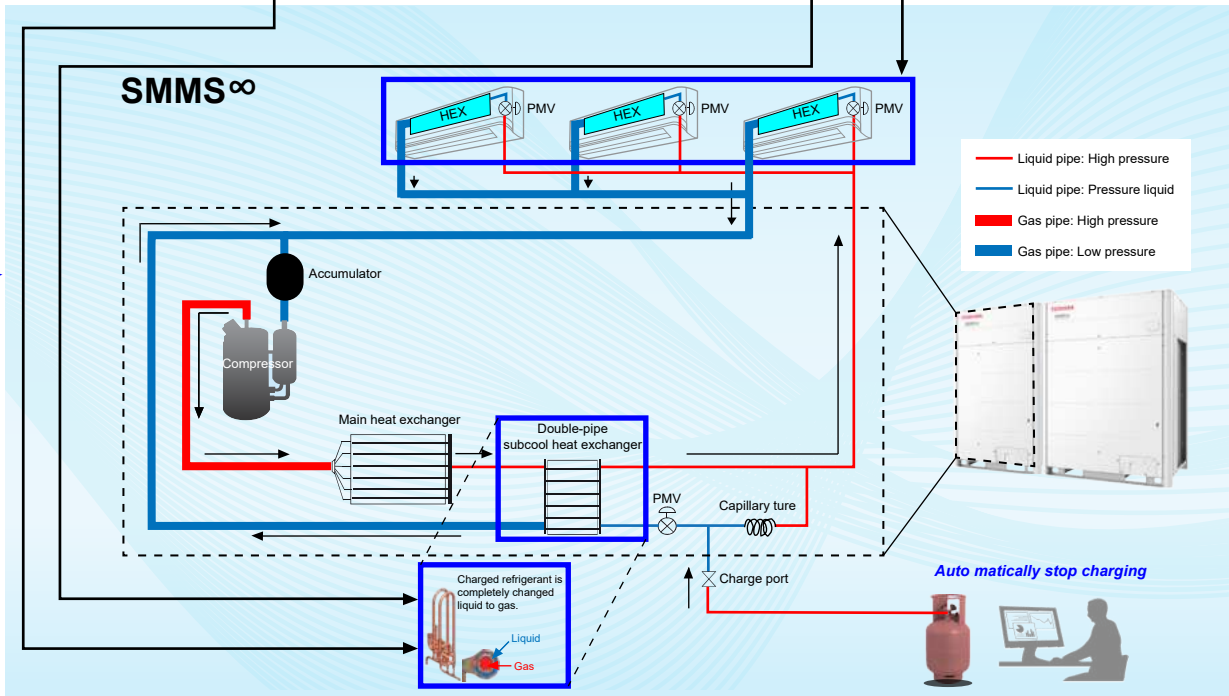 SMMS∞
HEX
PMV
HEX
PMV
HEX
PMV
Liquid pipe: High pressure
Liquid pipe: Pressure liquid
Gas pipe: High pressure
Gas pipe: Low pressure
Accumulator
Compressor
TOSHIBA
TOSHIBA
Main heat exchanger
Double-pipe
subcool heat exchanger
PMV
Capillary ture
Charge port
Auto matically stop charging
Charged refrigerant is
completely changed
liquid to gas.
Liquid
Gas